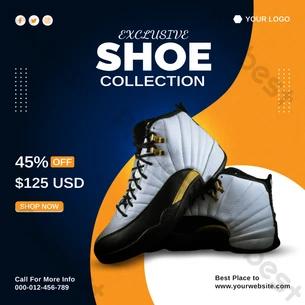 YOUR LOGO
EXCLUSIVE
SHOE
COLLECTION
45% OFF
$125 USD
SHOP NOW
Call For More Info
000-012-456-789
Best Place to
www.yourwebsite.com